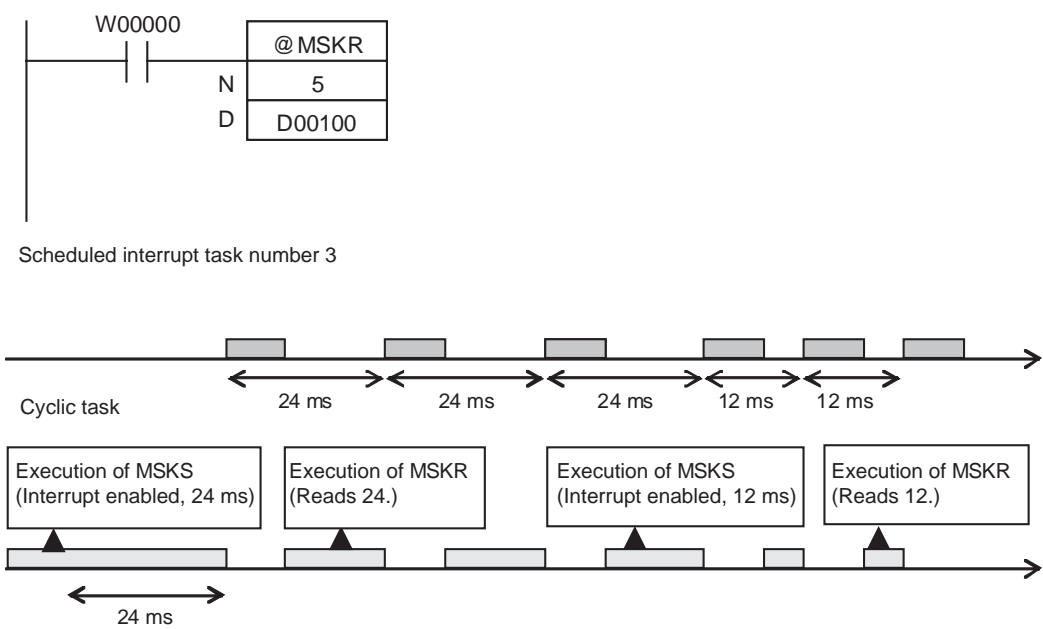 W00000
@MSKR
N 5
D D00100
Scheduled interrupt task number 3
24 ms 24 ms 24 ms 12 ms 12 ms
Cyclic task
Execution of MSKS
(Interrupt enabled, 24 ms)
Execution of MSKR
(Reads 24.)
Execution of MSKS
(Interrupt enabled, 12 ms)
Execution of MSKR
(Reads 12.)
24 ms